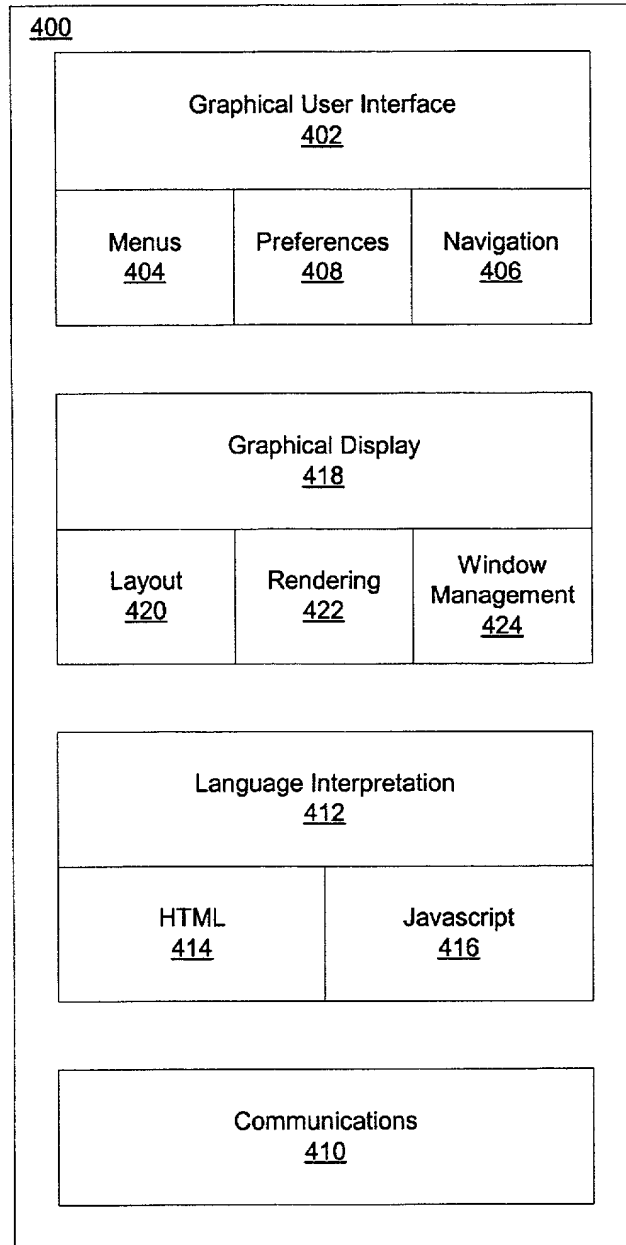 400
Graphical User Interface
402
Menus
404
Preferences
408
Navigation
406
Graphical Display
418
Layout
420
Rendering
422
Window
Management
424
Language Interpretation
412
HTML
414
Javascript
416
Communications
410